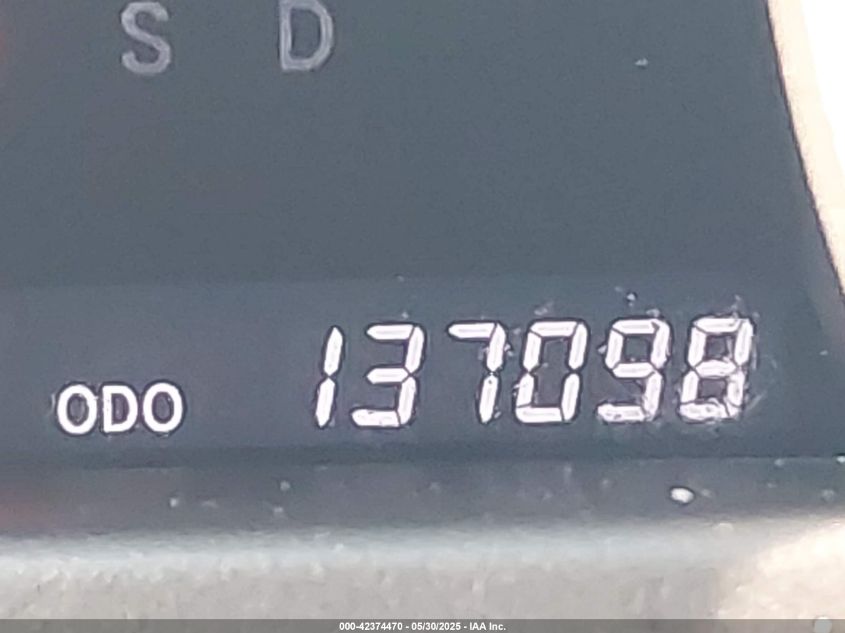 S D
ODO 137098
000-42374470 - 05/30/2025 - IAA Inc.